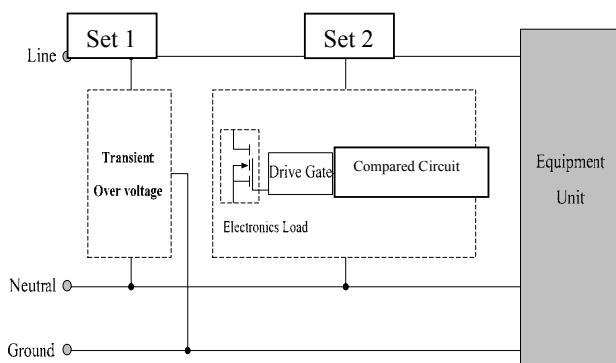 Set 1
Set 2
Line
Transient
Over voltage
Drive Gate
Compared Circuit
Electronics Load
Equipment
Unit
Neutral
Ground